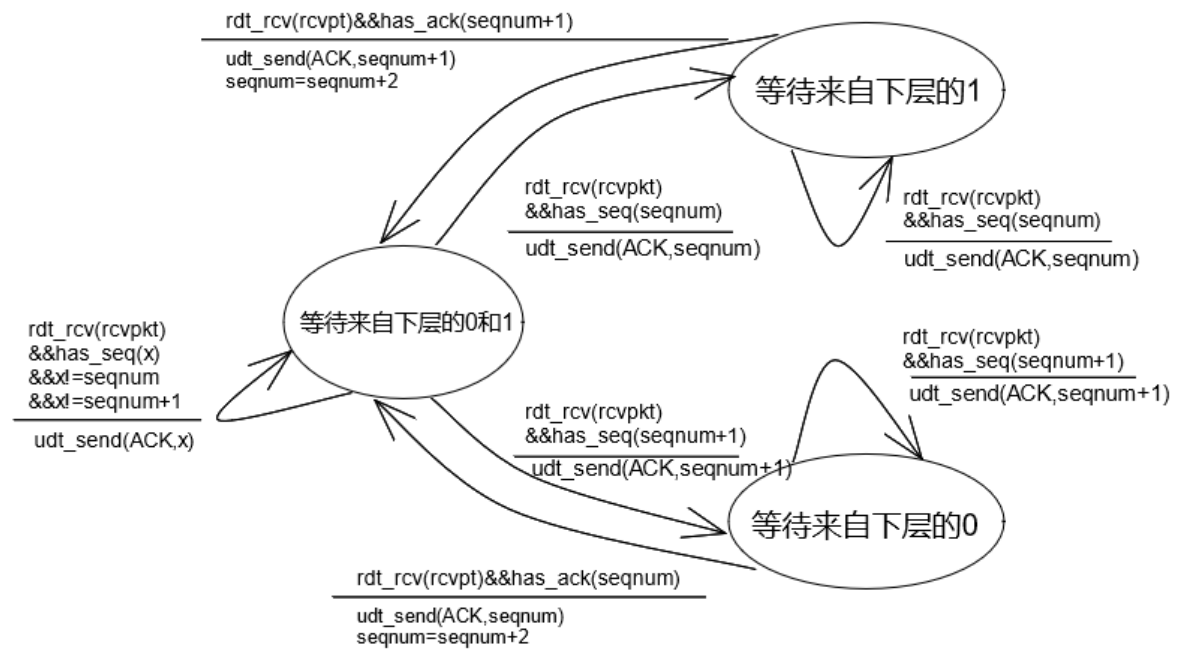 rdt_rcv(rcvpt)&&has_ack(seqnum+1)
udt_send(ACK,seqnum+1)
seqnum=seqnum+2
等待来自下层的1
rdt_rcv(rcvpkt)
&&has_seq(seqnum)
udt_send(ACK,seqnum)
rdt_rcv(rcvpkt)
&&has_seq(seqnum)
udt_send(ACK,seqnum)
等待来自下层的0和1
rdt_rcv(rcvpkt)
&&has_seq(x)
&&x!=seqnum
&&x!=seqnum+1
udt_send(ACK,x)
rdt_rcv(rcvpkt)
&&has_seq(seqnum+1)
udt_send(ACK,seqnum+1)
rdt_rcv(rcvpkt)
&&has_seq(seqnum+1)
udt_send(ACK,seqnum+1)
等待来自下层的0
rdt_rcv(rcvpt)&&has_ack(seqnum)
udt_send(ACK,seqnum)
seqnum=seqnum+2